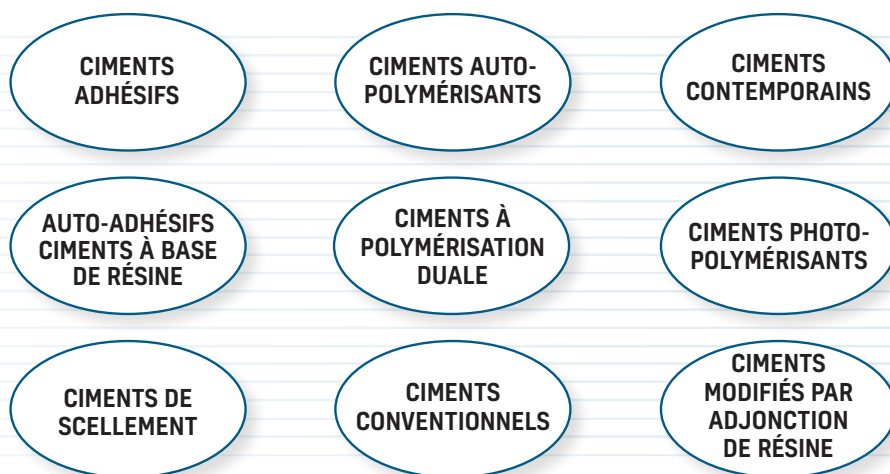 CIMENTS
ADHÉSIFS
CIMENTS AUTO-
POLYMÉRISANTS
CIMENTS
CONTEMPORAINS
AUTO-ADHÉSIFS
CIMENTS À BASE
DE RÉSINE
CIMENTS À
POLYMÉRISATION
DUALE
CIMENTS PHOTO-
POLYMÉRISANTS
CIMENTS DE
SCELLEMENT
CIMENTS
CONVENTIONNELS
CIMENTS
MODIFIÉS PAR
ADJONCTION
DE RÉSINE